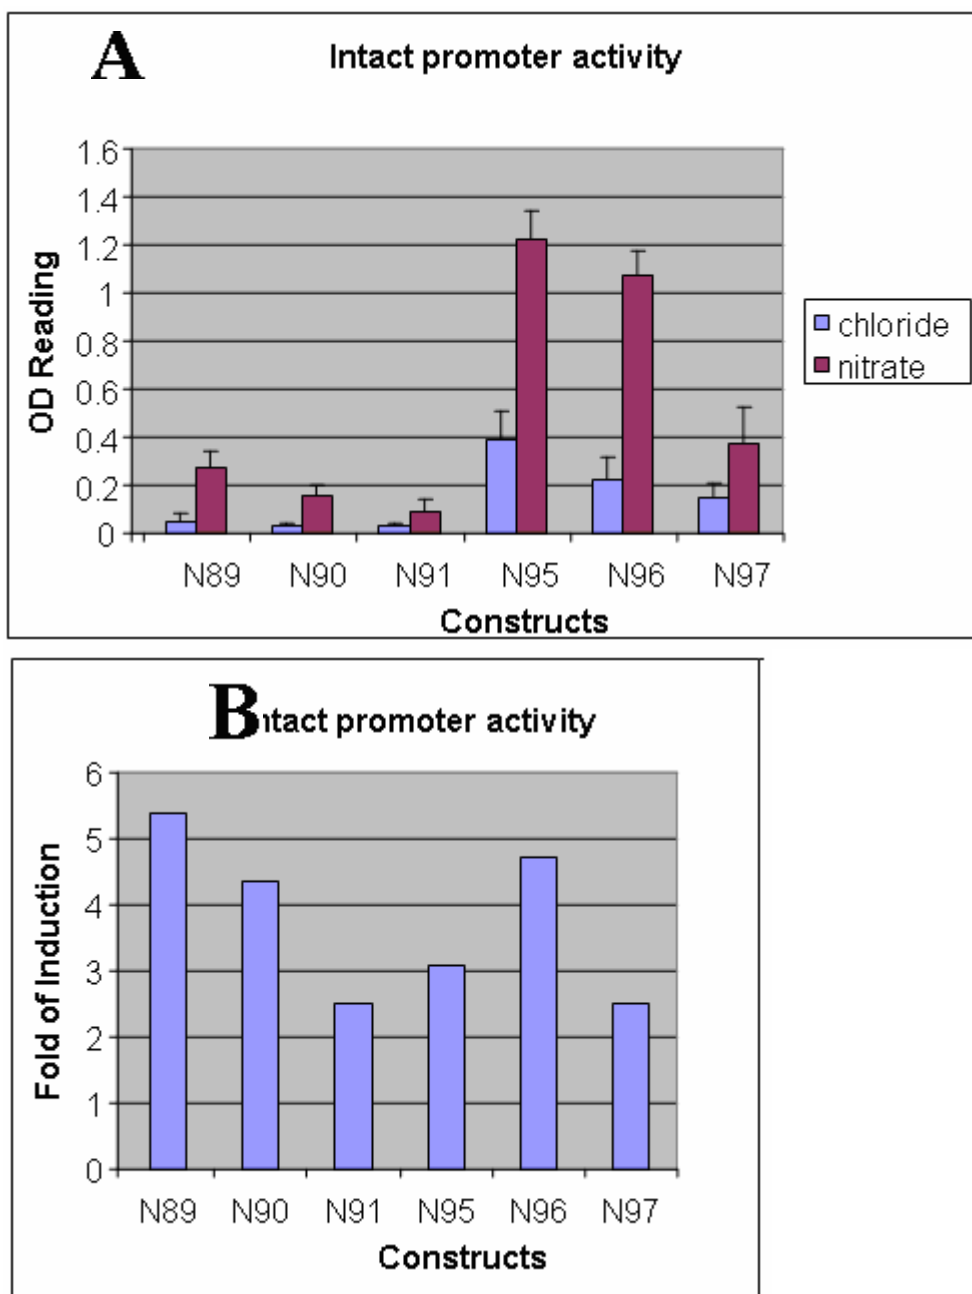 A
Intact promoter activity
1.6
1.4
1.2
1
0.8
0.6
0.4
0.2
0
OD Reading
N89 N90 N91 N95 N96 N97
Constructs
chloride
nitrate
B
ntact promoter activity
6
5
4
3
2
1
0
Fold of Induction
N89 N90 N91 N95 N96 N97
Constructs